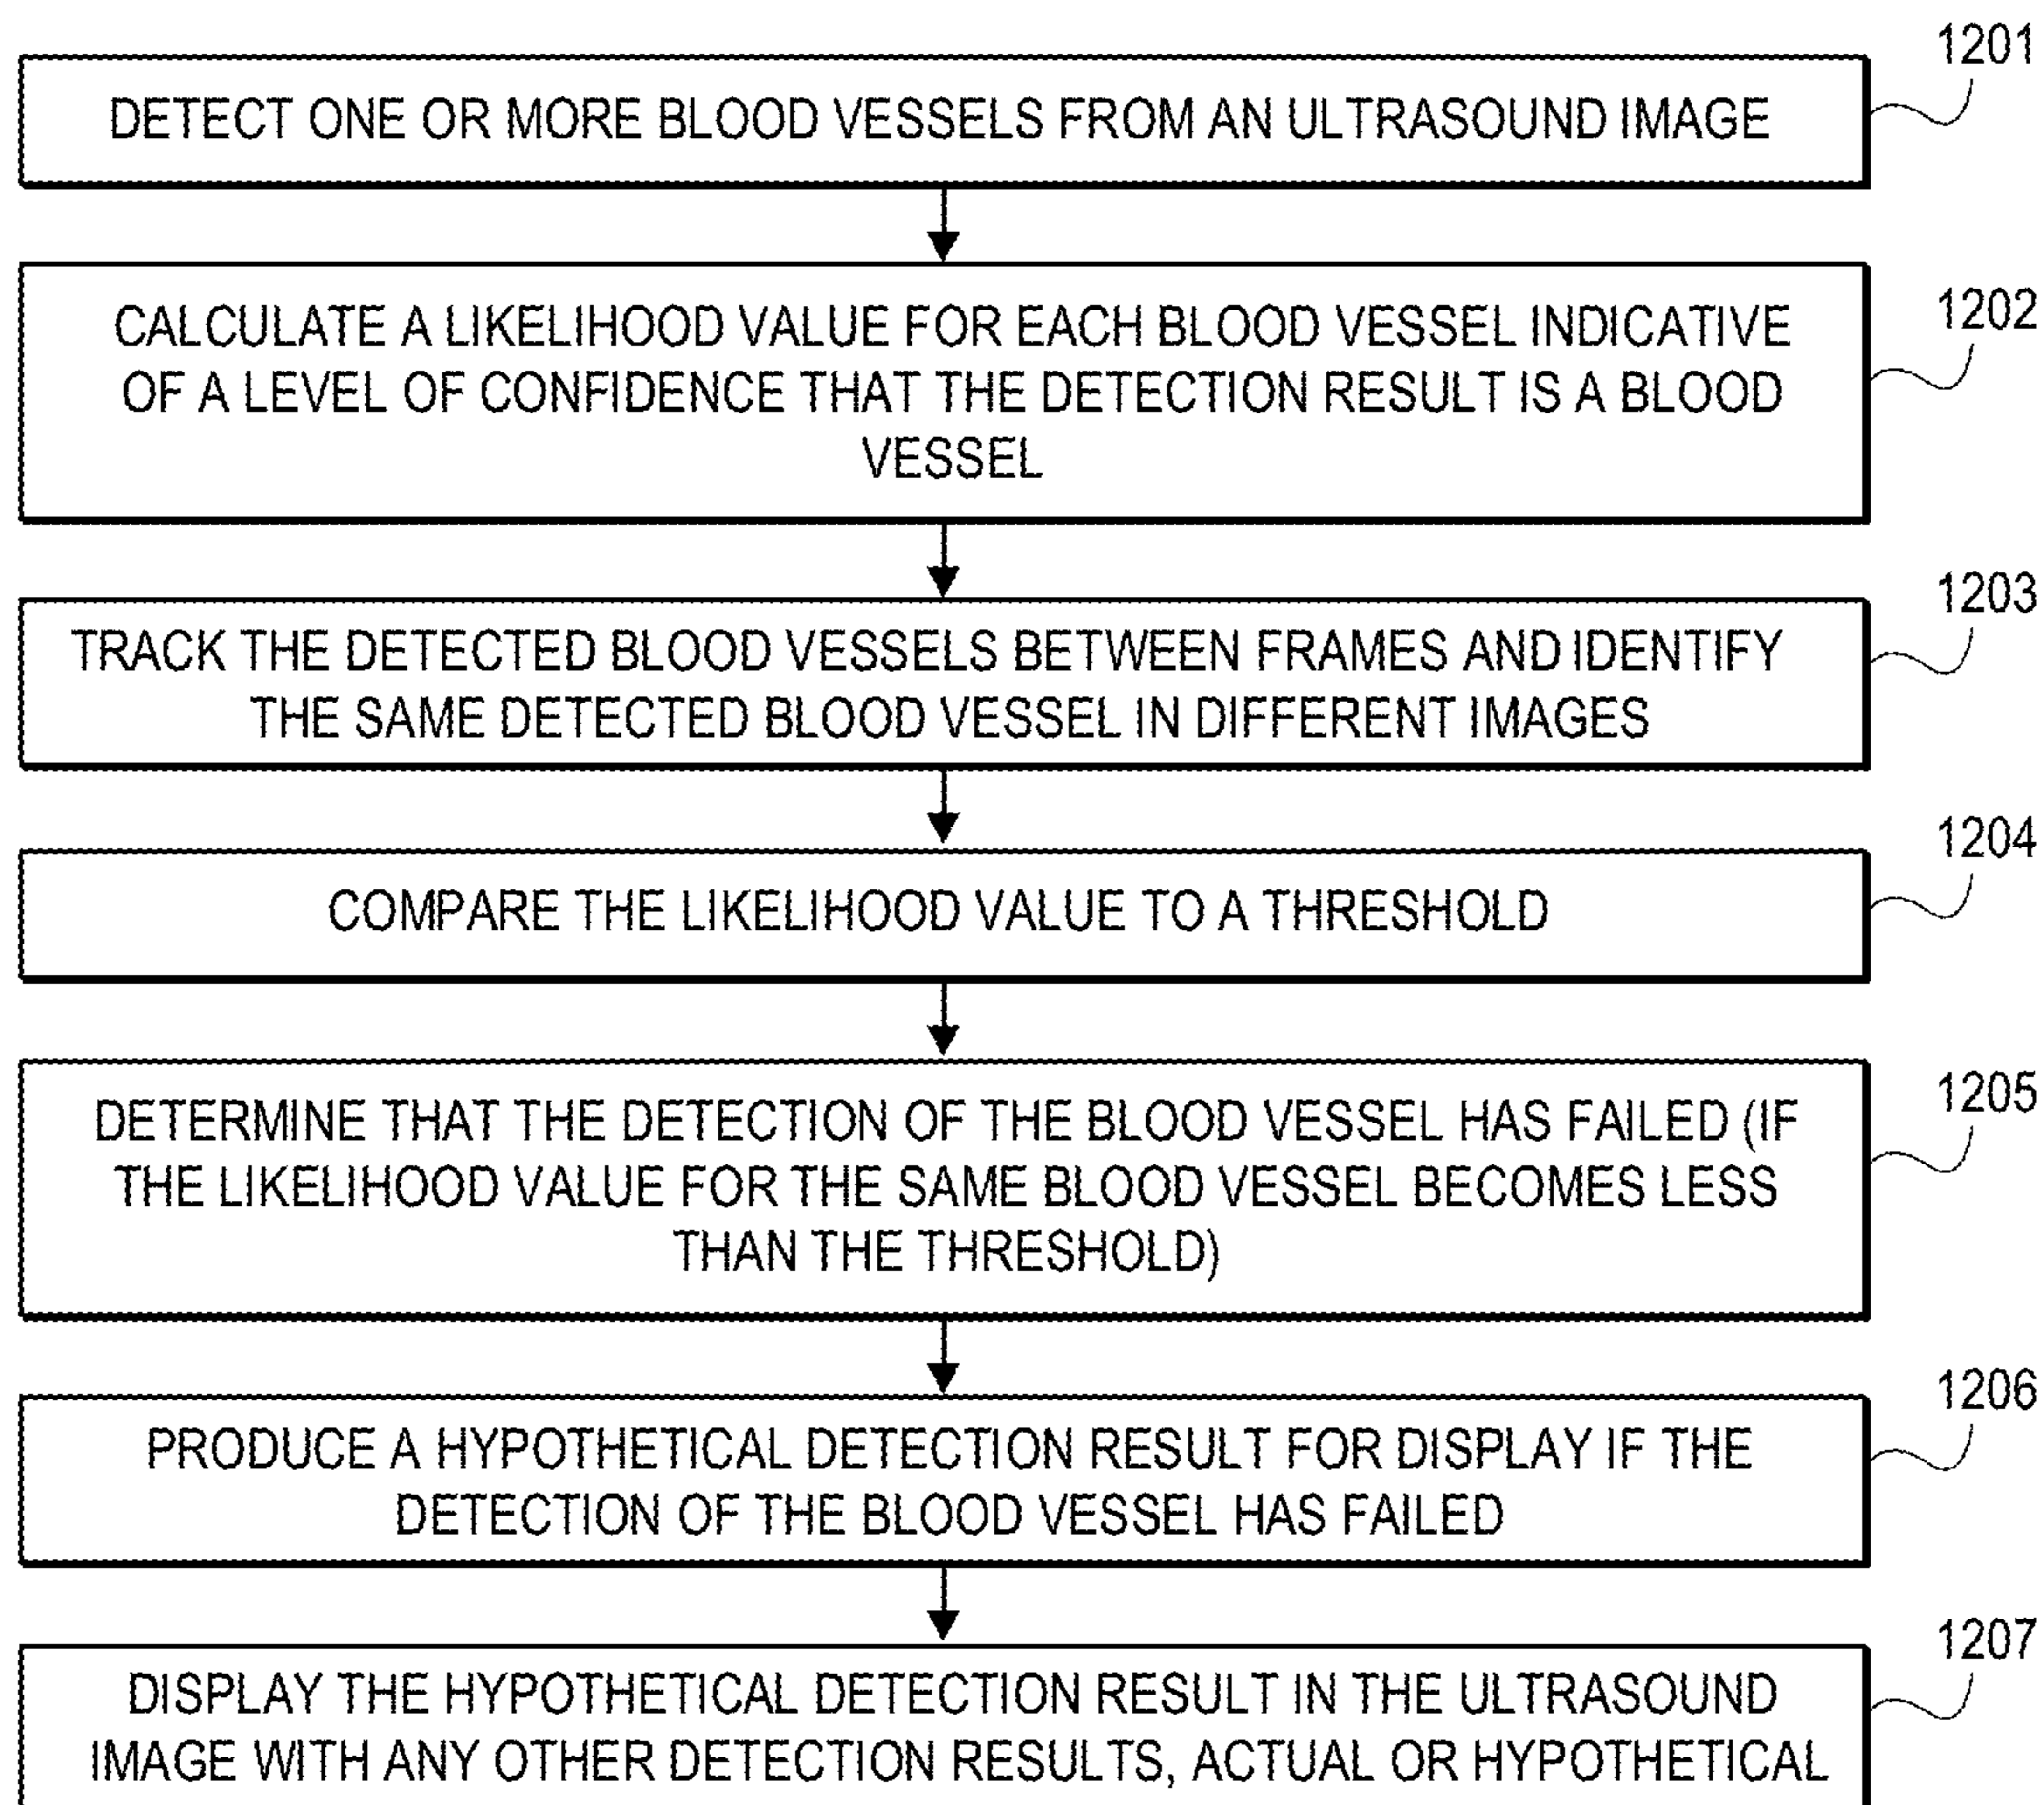 1201
DETECT ONE OR MORE BLOOD VESSELS FROM AN ULTRASOUND IMAGE
1202
CALCULATE A LIKELIHOOD VALUE FOR EACH BLOOD VESSEL INDICATIVE
OF A LEVEL OF CONFIDENCE THAT THE DETECTION RESULT IS A BLOOD
VESSEL
1203
TRACK THE DETECTED BLOOD VESSELS BETWEEN FRAMES AND IDENTIFY
THE SAME DETECTED BLOOD VESSEL IN DIFFERENT IMAGES
1204
COMPARE THE LIKELIHOOD VALUE TO A THRESHOLD
1205
DETERMINE THAT THE DETECTION OF THE BLOOD VESSEL HAS FAILED (IF
THE LIKELIHOOD VALUE FOR THE SAME BLOOD VESSEL BECOMES LESS
THAN THE THRESHOLD)
1206
PRODUCE A HYPOTHETICAL DETECTION RESULT FOR DISPLAY IF THE
DETECTION OF THE BLOOD VESSEL HAS FAILED
1207
DISPLAY THE HYPOTHETICAL DETECTION RESULT IN THE ULTRASOUND
IMAGE WITH ANY OTHER DETECTION RESULTS, ACTUAL OR HYPOTHETICAL